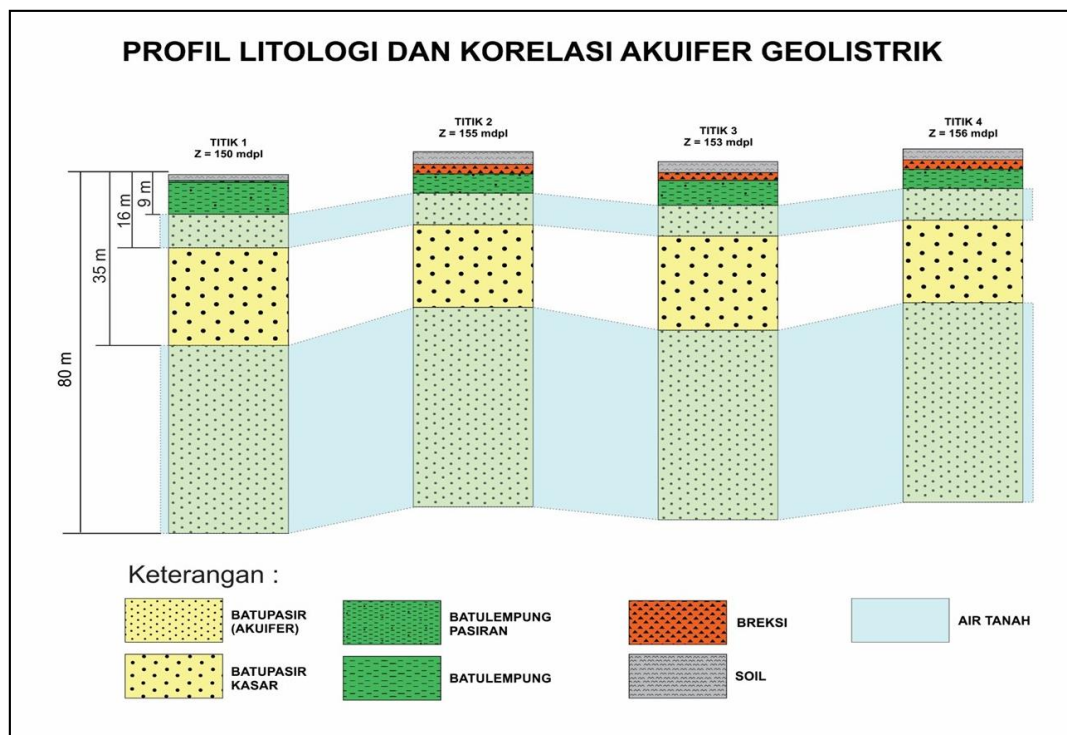 PROFIL LITOLOGI DAN KORELASI AKUIFER GEOLISTRIK
TITIK 1
Z = 150 mdpl
TITIK 2
Z = 155 mdpl
TITIK 3
Z = 153 mdpl
TITIK 4
Z = 156 mdpl
9 m
16 m
35 m
80 m
Keterangan :
BATUPASIR
(AKUIFER)
BATUPASIR
KASAR
BATULEMPUNG
PASIRAN
BATULEMPUNG
BREKSI
SOIL
AIR TANAH